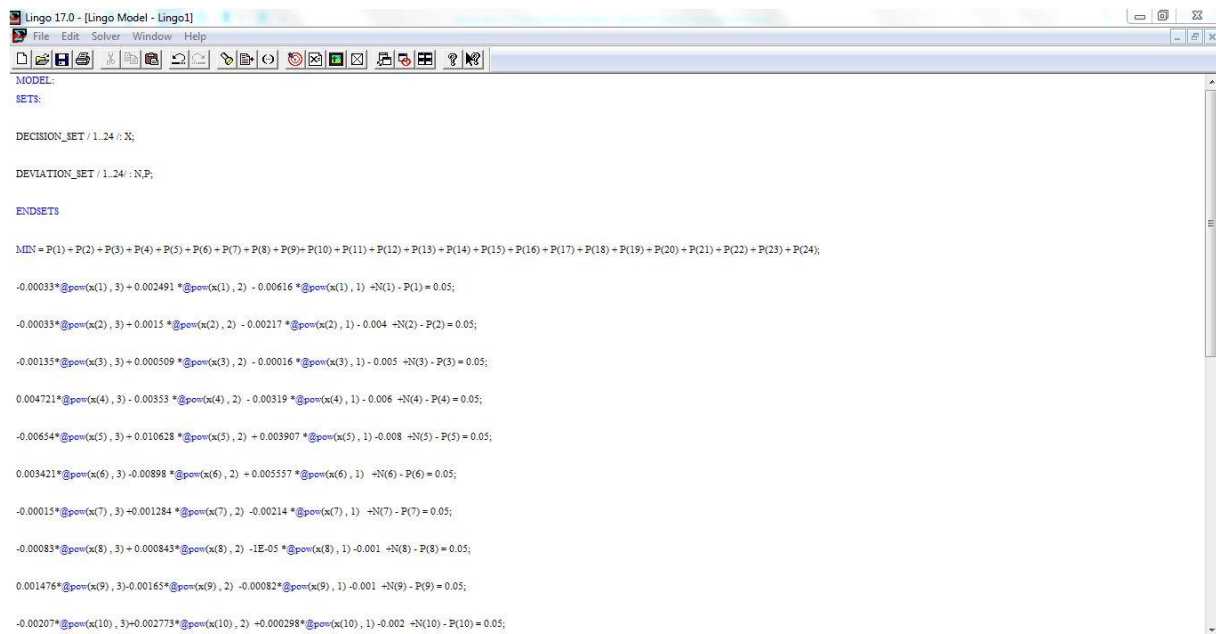 Lingo 17.0 - [Lingo Model - Lingo1]
File Edit Solver Window Help
MODEL:
SETS:
DECISION_SET / 1..24 /: X;
DEVIATION_SET / 1..24/ : N,P;
ENDSETS
MIN = P(1) + P(2) + P(3) + P(4) + P(5) + P(6) + P(7) + P(8) + P(9)+ P(10) + P(11) + P(12) + P(13) + P(14) + P(15) + P(16) + P(17) + P(18) + P(19) + P(20) + P(21) + P(22) + P(23) + P(24);
-0.00033*@pow(x(1) , 3) + 0.002491 *@pow(x(1) , 2) - 0.00616 *@pow(x(1) , 1) +N(1) - P(1) = 0.05;
-0.00033*@pow(x(2) , 3) + 0.0015 *@pow(x(2) , 2) - 0.00217 *@pow(x(2) , 1) - 0.004 +N(2) - P(2) = 0.05;
-0.00135*@pow(x(3) , 3) + 0.000509 *@pow(x(3) , 2) - 0.00016 *@pow(x(3) , 1) - 0.005 +N(3) - P(3) = 0.05;
0.004721*@pow(x(4) , 3) - 0.00353 *@pow(x(4) , 2) - 0.00319 *@pow(x(4) , 1) - 0.006 +N(4) - P(4) = 0.05;
-0.00654*@pow(x(5) , 3) + 0.010628 *@pow(x(5) , 2) + 0.003907 *@pow(x(5) , 1) -0.008 +N(5) - P(5) = 0.05;
0.003421*@pow(x(6) , 3) -0.00898 *@pow(x(6) , 2) + 0.005557 *@pow(x(6) , 1) +N(6) - P(6) = 0.05;
-0.00015*@pow(x(7) , 3) +0.001284 *@pow(x(7) , 2) -0.00214 *@pow(x(7) , 1) +N(7) - P(7) = 0.05;
-0.00083*@pow(x(8) , 3) + 0.000843*@pow(x(8) , 2) -1E-05 *@pow(x(8) , 1) -0.001 +N(8) - P(8) = 0.05;
0.001476*@pow(x(9) , 3)-0.00165*@pow(x(9) , 2) -0.00082*@pow(x(9) , 1) -0.001 +N(9) - P(9) = 0.05;
-0.00207*@pow(x(10) , 3)+0.002773*@pow(x(10) , 2) +0.000298*@pow(x(10) , 1) -0.002 +N(10) - P(10) = 0.05;